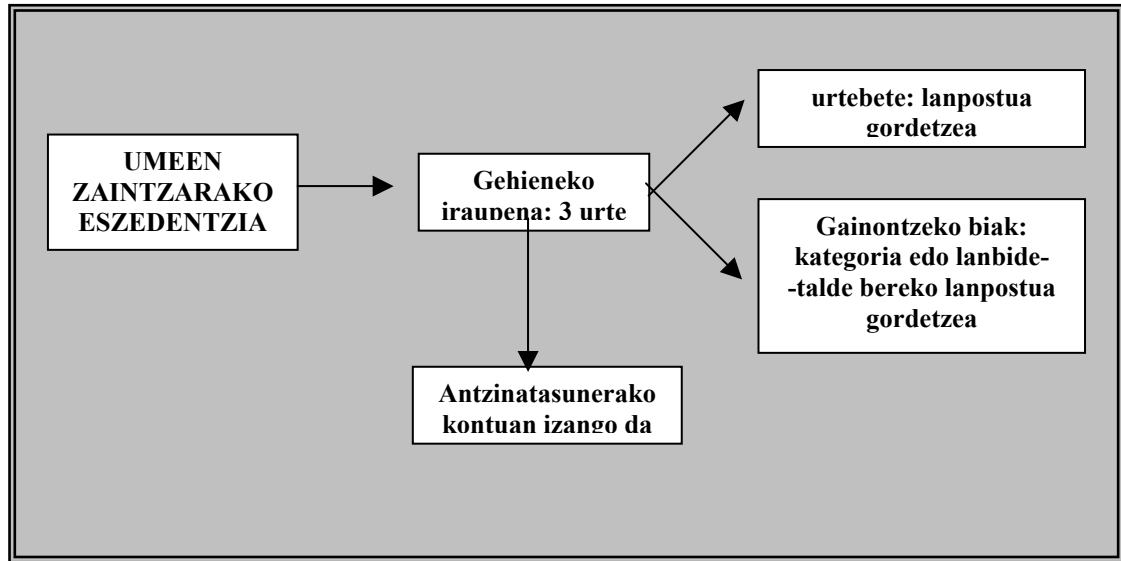 UMEEN
ZAINTZARAKO
ESZEDENTZIA
Gehieneko
iraupena: 3 urte
urtebete: lanpostua
gordetzea
Gainontzeko biak:
kategoria edo lanbide-
-talde bereko lanpostua
gordetzea
Antzinatasunerako
kontuan izango da